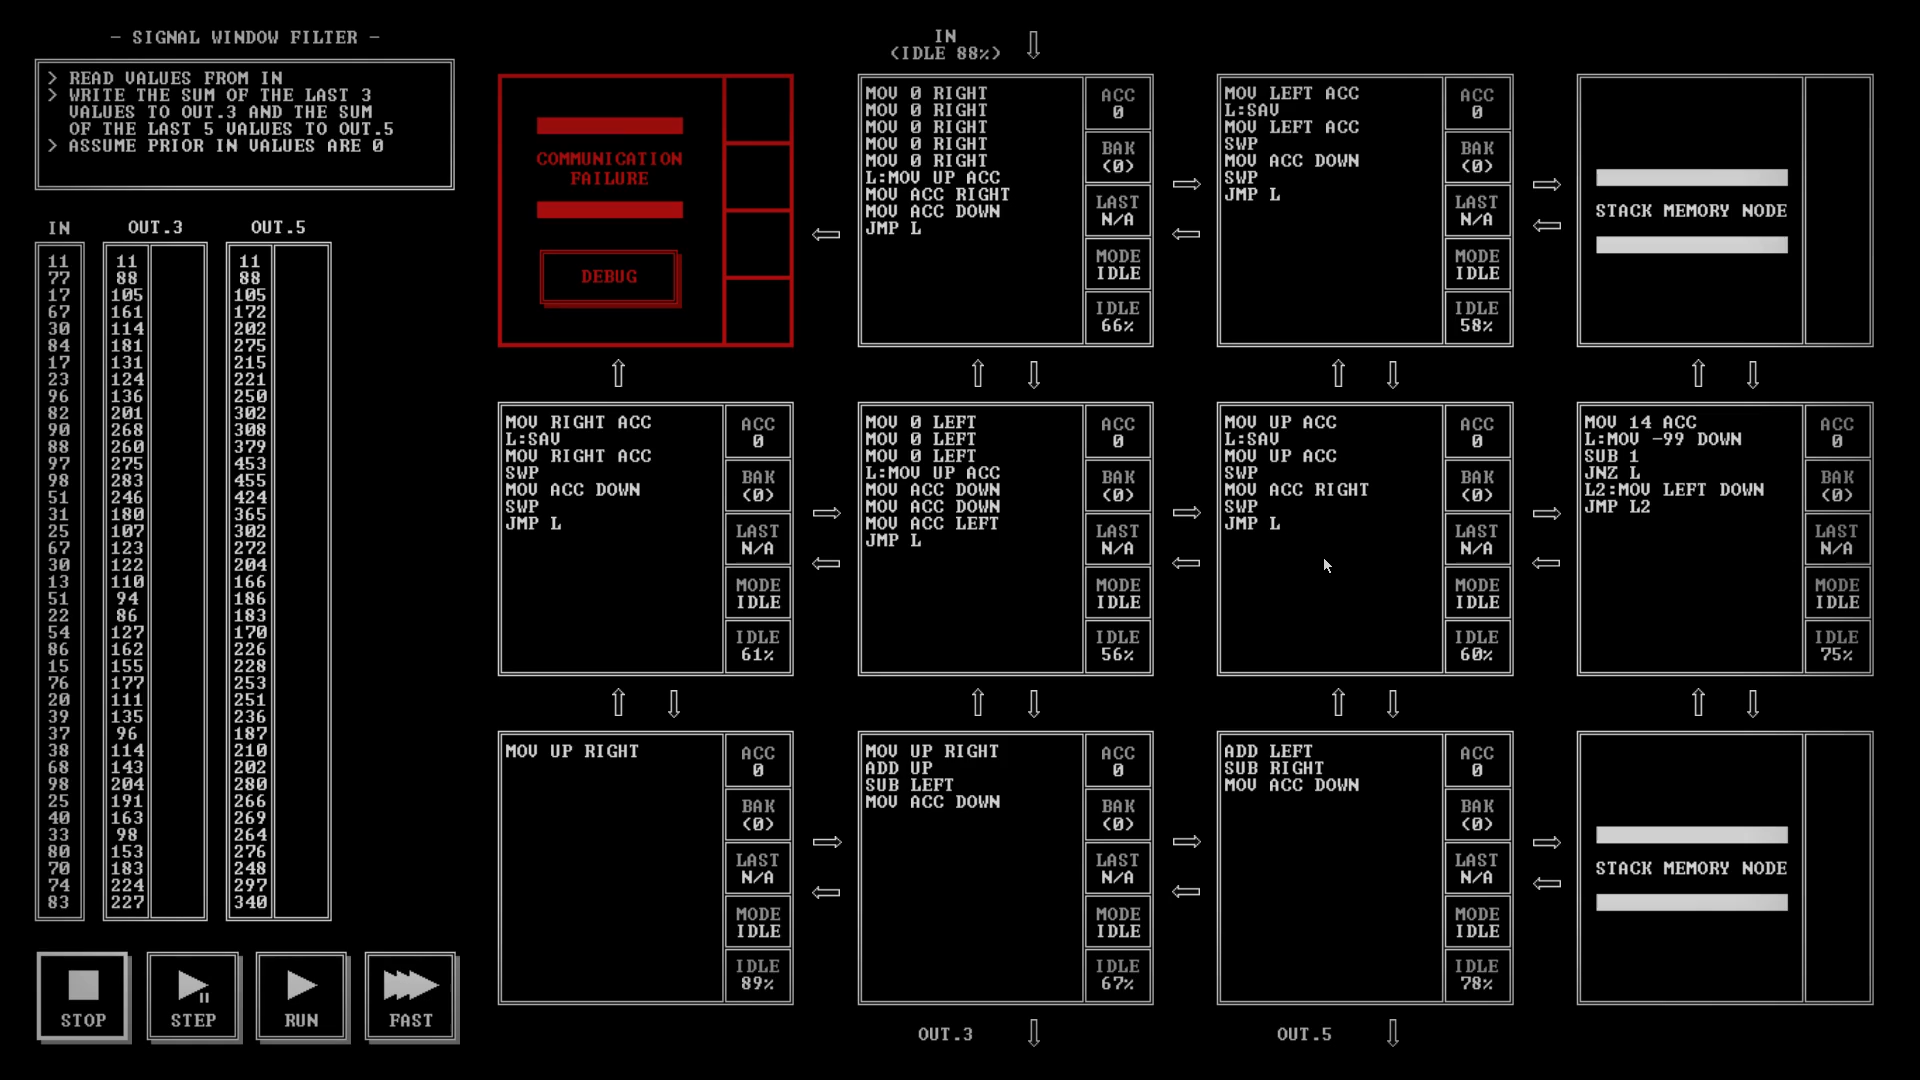 - SIGNAL WINDOW FILTER -
> READ VALUES FROM IN
> WRITE THE SUM OF THE LAST 3
VALUES TO OUT.3 AND THE SUM
OF THE LAST 5 VALUES TO OUT.5
> ASSUME PRIOR IN VALUES ARE 0
IN OUT.3 OUT.5
11 11 11
77 88 88
17 105 105
67 161 172
30 114 202
84 181 275
17 131 215
23 124 221
96 136 250
82 201 302
90 268 308
88 260 379
97 275 453
98 283 455
51 246 424
31 180 365
25 107 302
67 123 272
30 122 204
13 110 166
51 94 186
22 86 183
54 127 170
86 162 226
15 155 228
76 177 253
20 111 251
39 135 236
37 96 187
38 114 210
68 143 202
98 204 280
25 191 266
40 163 269
33 98 264
80 153 276
70 183 248
74 224 297
83 227 340
STOP
STEP
RUN
FAST
IN
(IDLE 88%)
COMMUNICATION
FAILURE
DEBUG
MOV 0 RIGHT
MOV 0 RIGHT
MOV 0 RIGHT
MOV 0 RIGHT
MOV 0 RIGHT
L:MOV UP ACC
MOV ACC RIGHT
MOV ACC DOWN
JMP L
ACC
0
BAK
(0)
LAST
N/A
MODE
IDLE
IDLE
66%
MOV LEFT ACC
L:SAV
MOV LEFT ACC
SWP
MOV ACC DOWN
SWP
JMP L
ACC
0
BAK
(0)
LAST
N/A
MODE
IDLE
IDLE
58%
STACK MEMORY NODE
MOV RIGHT ACC
L:SAV
MOV RIGHT ACC
SWP
MOV ACC DOWN
SWP
JMP L
ACC
0
BAK
(0)
LAST
N/A
MODE
IDLE
IDLE
61%
MOV 0 LEFT
MOV 0 LEFT
MOV 0 LEFT
L:MOV UP ACC
MOV ACC DOWN
MOV ACC DOWN
MOV ACC LEFT
JMP L
ACC
0
BAK
(0)
LAST
N/A
MODE
IDLE
IDLE
56%
MOV UP ACC
L:SAV
MOV UP ACC
SWP
MOV ACC RIGHT
SWP
JMP L
ACC
0
BAK
(0)
LAST
N/A
MODE
IDLE
IDLE
60%
MOV 14 ACC
L:MOV -99 DOWN
SUB 1
JNZ L
L2:MOV LEFT DOWN
JMP L2
ACC
0
BAK
(0)
LAST
N/A
MODE
IDLE
IDLE
75%
MOV UP RIGHT
ACC
0
BAK
(0)
LAST
N/A
MODE
IDLE
IDLE
89%
MOV UP RIGHT
ADD UP
SUB LEFT
MOV ACC DOWN
ACC
0
BAK
(0)
LAST
N/A
MODE
IDLE
IDLE
67%
ADD LEFT
SUB RIGHT
MOV ACC DOWN
ACC
0
BAK
(0)
LAST
N/A
MODE
IDLE
IDLE
78%
STACK MEMORY NODE
OUT.3
OUT.5